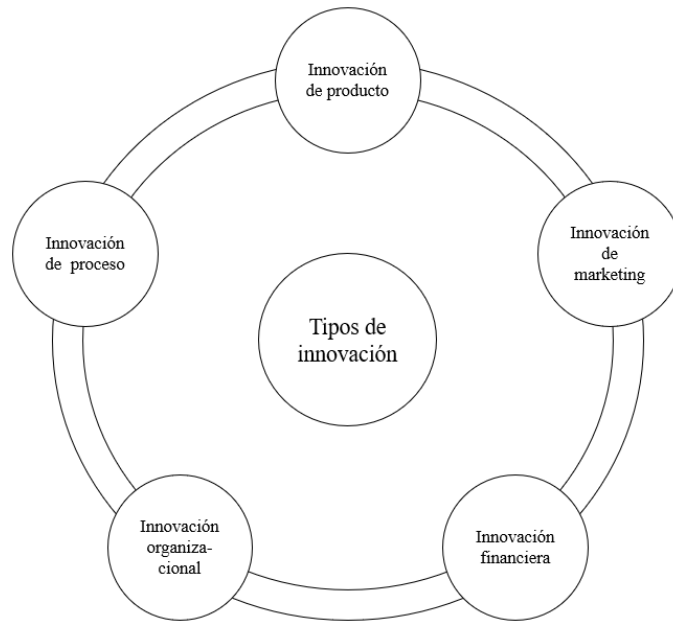 Innovación
de producto
Innovación
de proceso
Innovación
de
marketing
Tipos de
innovación
Innovación
organiza-
cional
Innovación
financiera